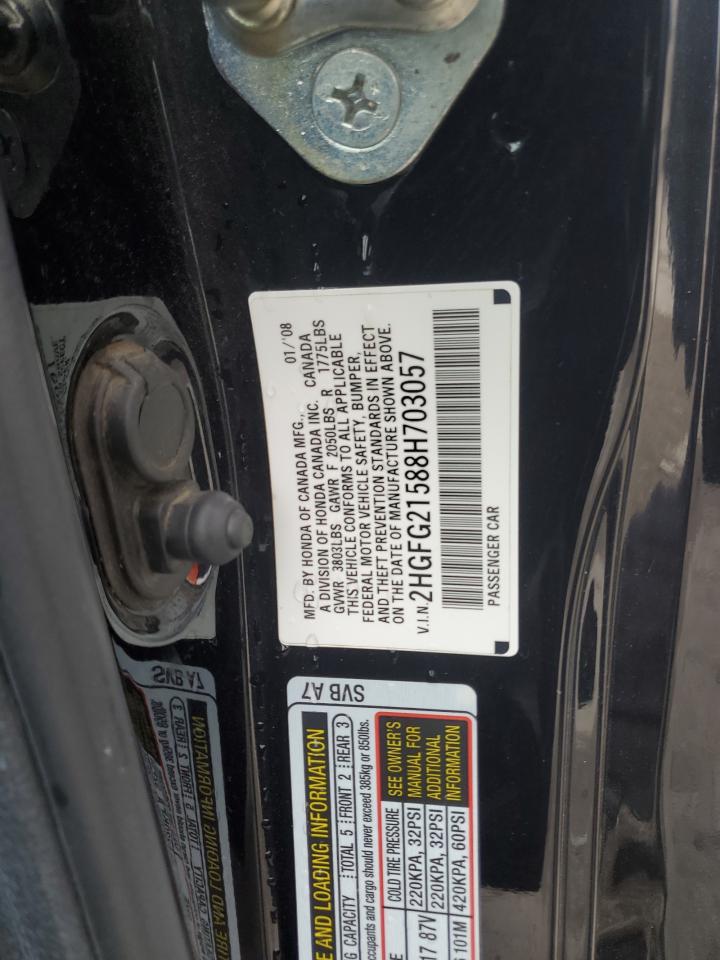 MFD. BY HONDA OF CANADA MFG., 01/'08
A DIVISION OF HONDA CANADA INC. CANADA
GVWR 3803LBS GAWR F 2050LBS R 1775LBS
THIS VEHICLE CONFORMS TO ALL APPLICABLE
FEDERAL MOTOR VEHICLE SAFETY, BUMPER,
AND THEFT PREVENTION STANDARDS IN EFFECT
ON THE DATE OF MANUFACTURE SHOWN ABOVE.
V.I.N. 2HGFG21588H703057
PASSENGER CAR
SVB A7
E AND LOADING INFORMATION
G CAPACITY TOTAL 5 FRONT 2 REAR 3
occupants and cargo should never exceed 385kg or 850lbs.
COLD TIRE PRESSURE
SEE OWNER'S
MANUAL FOR
ADDITIONAL
INFORMATION
17 87V 220KPA, 32PSI
220KPA, 32PSI
101M 420KPA, 60PSI